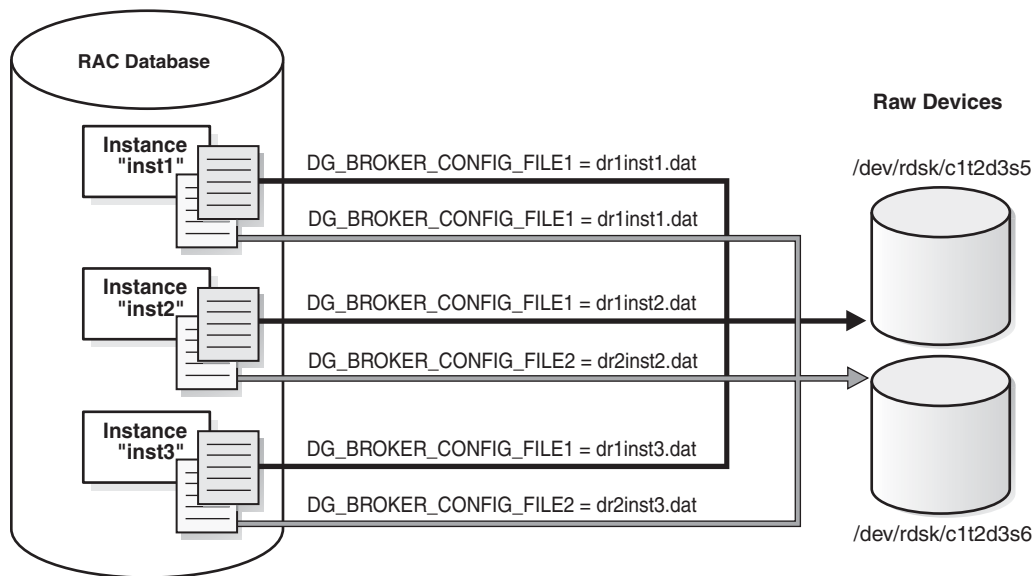 RAC Database
Raw Devices
Instance
"inst1"
DG_BROKER_CONFIG_FILE1 = dr1inst1.dat
/dev/rdsk/c1t2d3s5
DG_BROKER_CONFIG_FILE1 = dr1inst1.dat
Instance
"inst2"
DG_BROKER_CONFIG_FILE1 = dr1inst2.dat
DG_BROKER_CONFIG_FILE2 = dr2inst2.dat
Instance
"inst3"
DG_BROKER_CONFIG_FILE1 = dr1inst3.dat
DG_BROKER_CONFIG_FILE2 = dr2inst3.dat
/dev/rdsk/c1t2d3s6